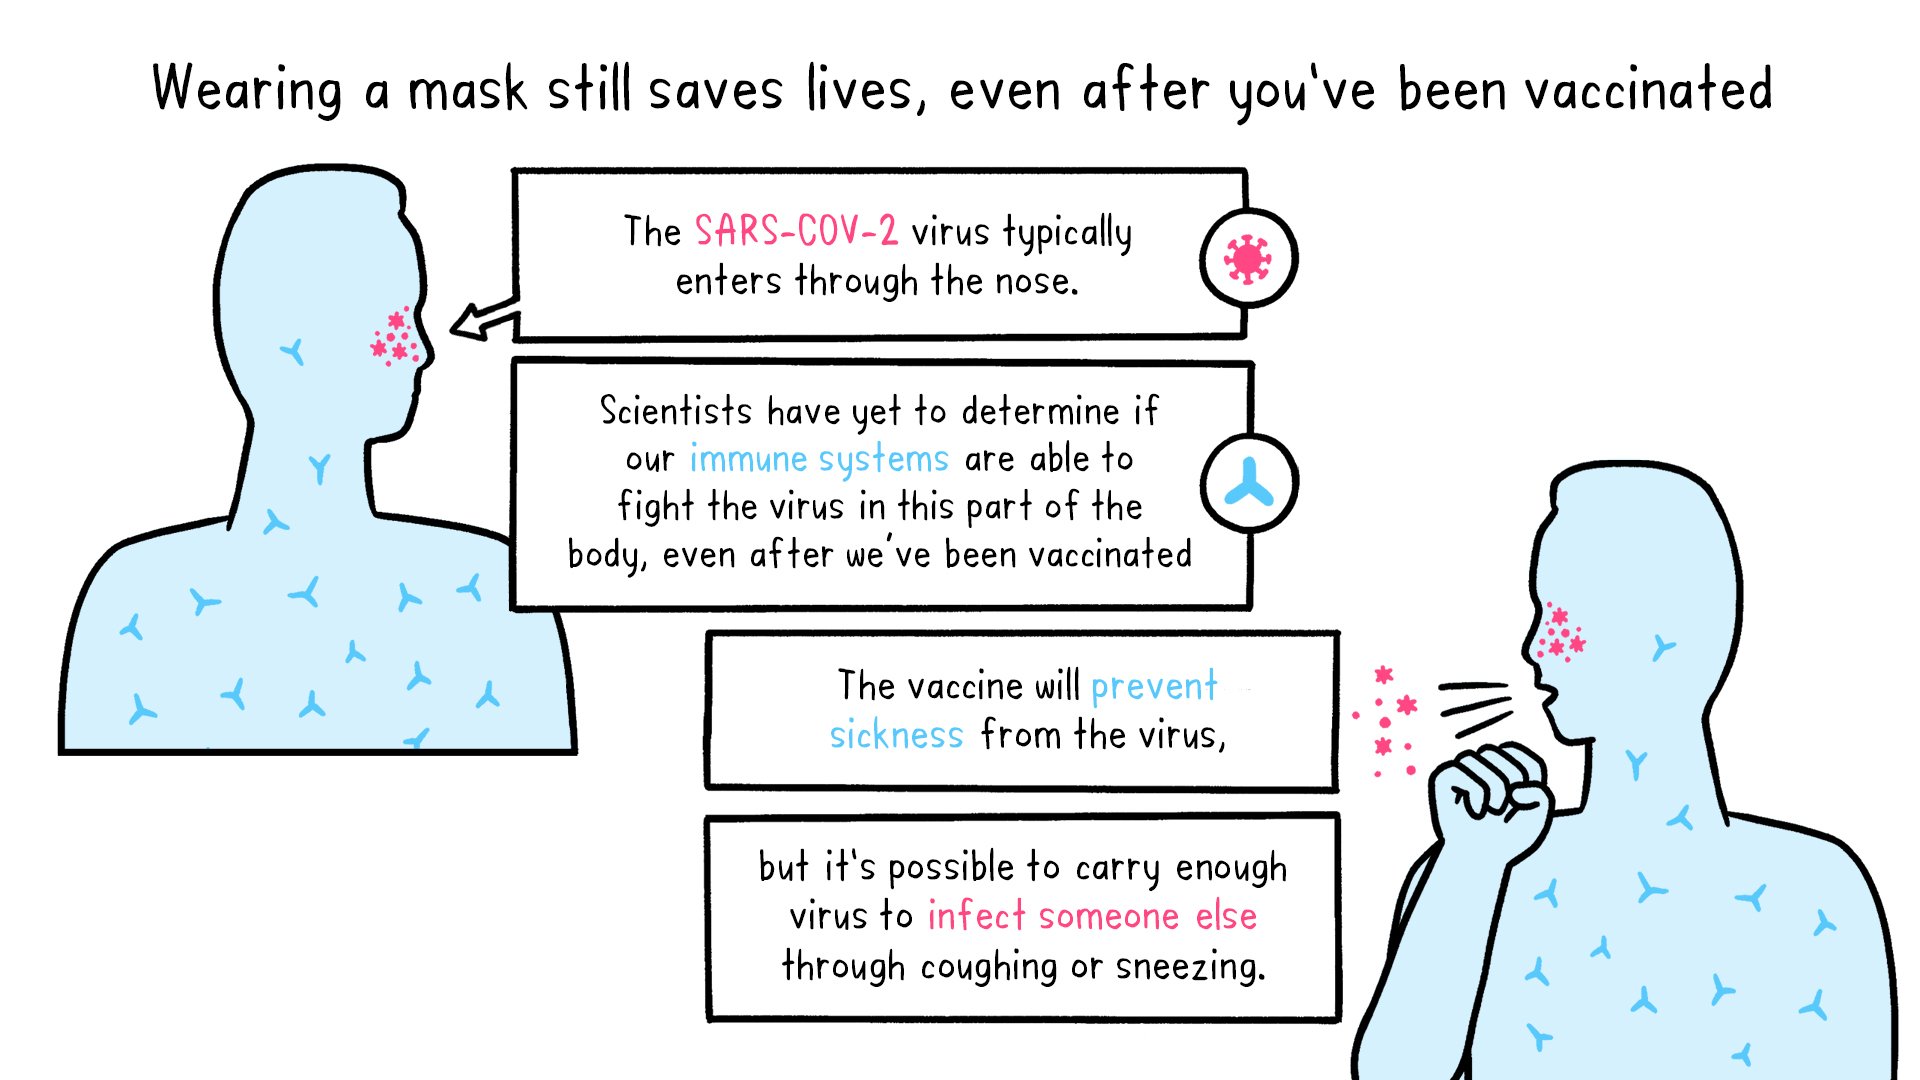 Wearing a mask still saves lives, even after you've been vaccinated
The SARS-COV-2 virus typically
enters through the nose.
Scientists have yet to determine if
our immune systems are able to
fight the virus in this part of the
body, even after we've been vaccinated
The vaccine will prevent
sickness from the virus,
but it's possible to carry enough
virus to infect someone else
through coughing or sneezing.